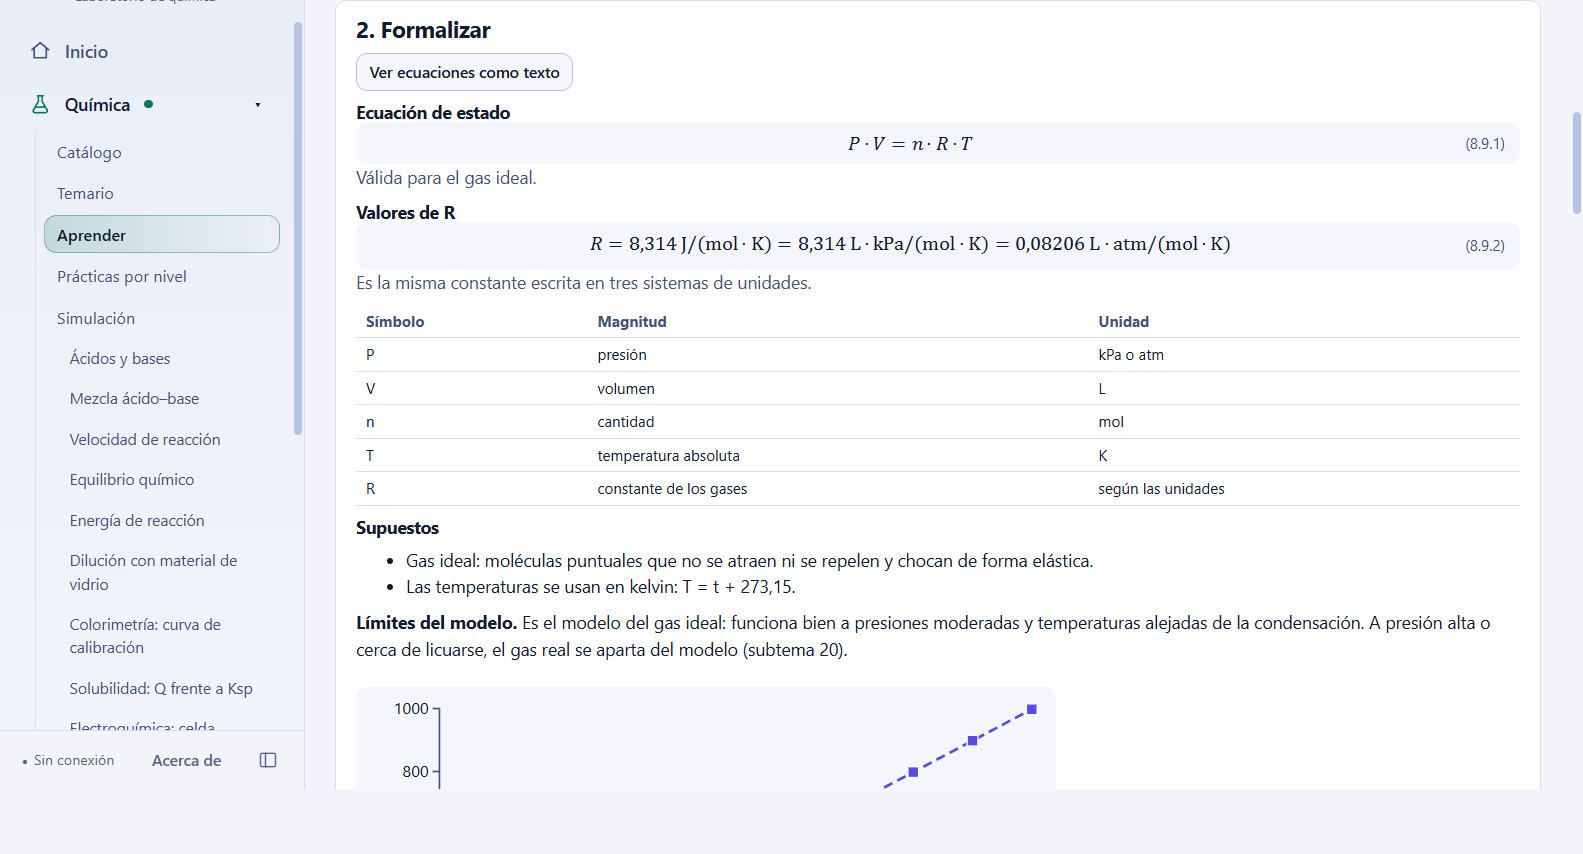 Inicio
Química
Catálogo
Temario
Aprender
Prácticas por nivel
Simulación
Ácidos y bases
Mezcla ácido–base
Velocidad de reacción
Equilibrio químico
Energía de reacción
Dilución con material de
vidrio
Colorimetría: curva de
calibración
Solubilidad: Q frente a Ksp
Electroquímica: celda
Sin conexión
Acerca de
2. Formalizar
Ver ecuaciones como texto
Ecuación de estado
P · V = n · R · T (8.9.1)
Válida para el gas ideal.
Valores de R
R = 8,314 J/(mol · K) = 8,314 L · kPa/(mol · K) = 0,08206 L · atm/(mol · K) (8.9.2)
Es la misma constante escrita en tres sistemas de unidades.
Símbolo Magnitud Unidad
P presión kPa o atm
V volumen L
n cantidad mol
T temperatura absoluta K
R constante de los gases según las unidades
Supuestos
• Gas ideal: moléculas puntuales que no se atraen ni se repelen y chocan de forma elástica.
• Las temperaturas se usan en kelvin: T = t + 273,15.
Límites del modelo. Es el modelo del gas ideal: funciona bien a presiones moderadas y temperaturas alejadas de la condensación. A presión alta o
cerca de licuarse, el gas real se aparta del modelo (subtema 20).
1000
800